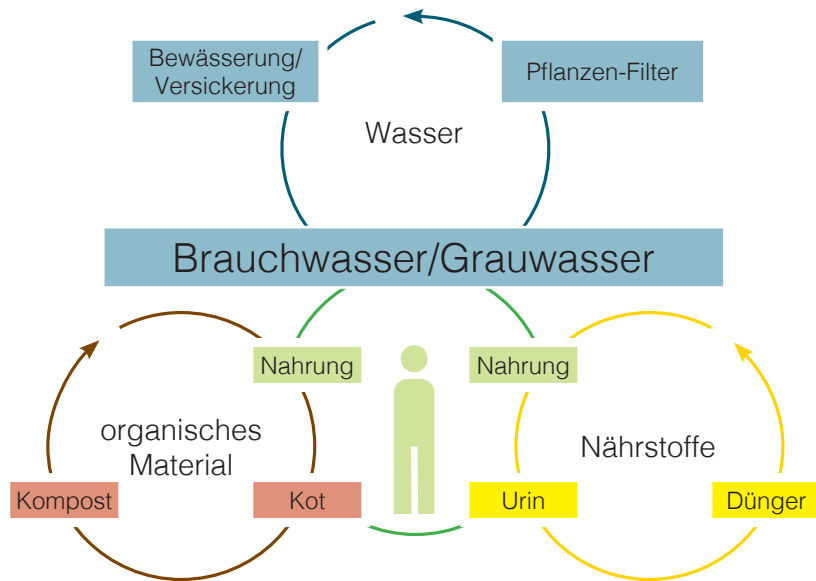 Bewässerung/
Versickerung
Pflanzen-Filter
Wasser
Brauchwasser/Grauwasser
Nahrung
Nahrung
organisches
Material
Nährstoffe
Kompost
Kot
Urin
Dünger